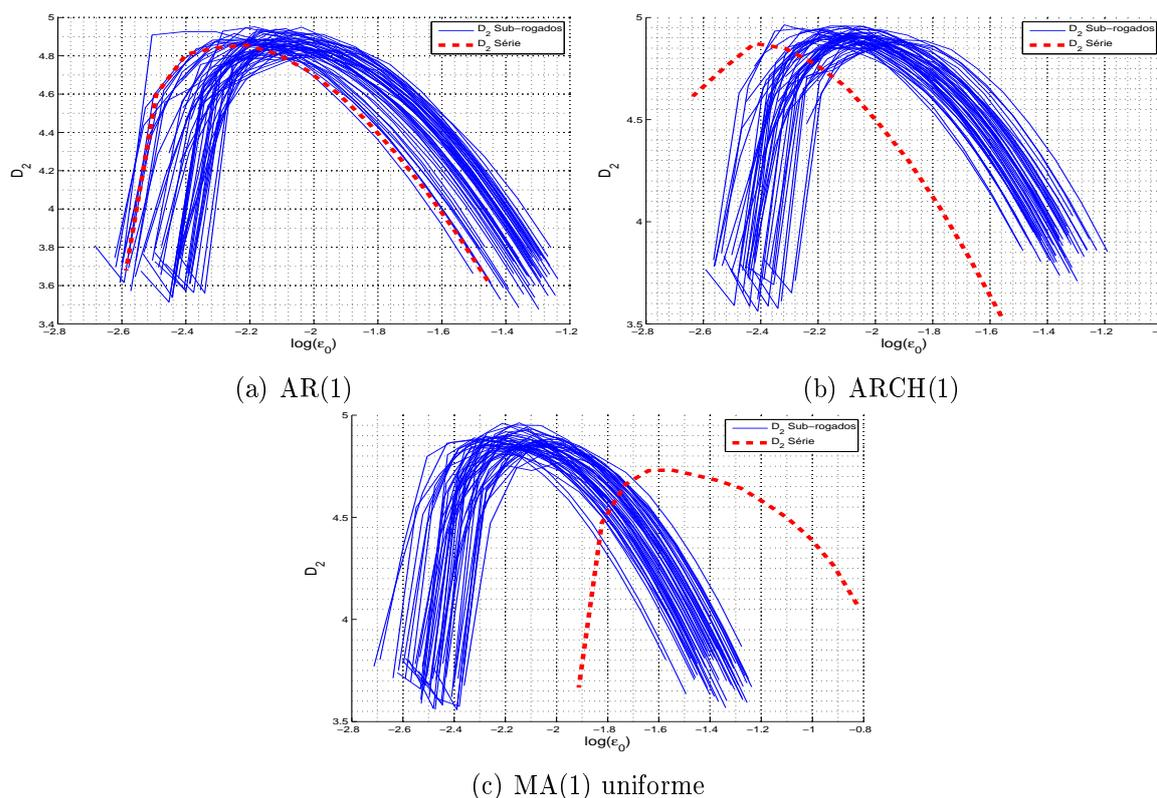 5
4.8
4.6
4.4
4.2
4
3.8
3.6
3.4
D2
−2.8 −2.6 −2.4 −2.2 −2 −1.8 −1.6 −1.4 −1.2
log(ε0)
D2 Sub−rogados
D2 Série
(a) AR(1)
5
4.5
4
3.5
D2
−2.8 −2.6 −2.4 −2.2 −2 −1.8 −1.6 −1.4 −1.2
log(ε0)
D2 Sub−rogados
D2 Série
(b) ARCH(1)
5
4.5
4
3.5
D2
−2.8 −2.6 −2.4 −2.2 −2 −1.8 −1.6 −1.4 −1.2 −1 −0.8
log(ε0)
D2 Sub−rogados
D2 Série
(c) MA(1) uniforme